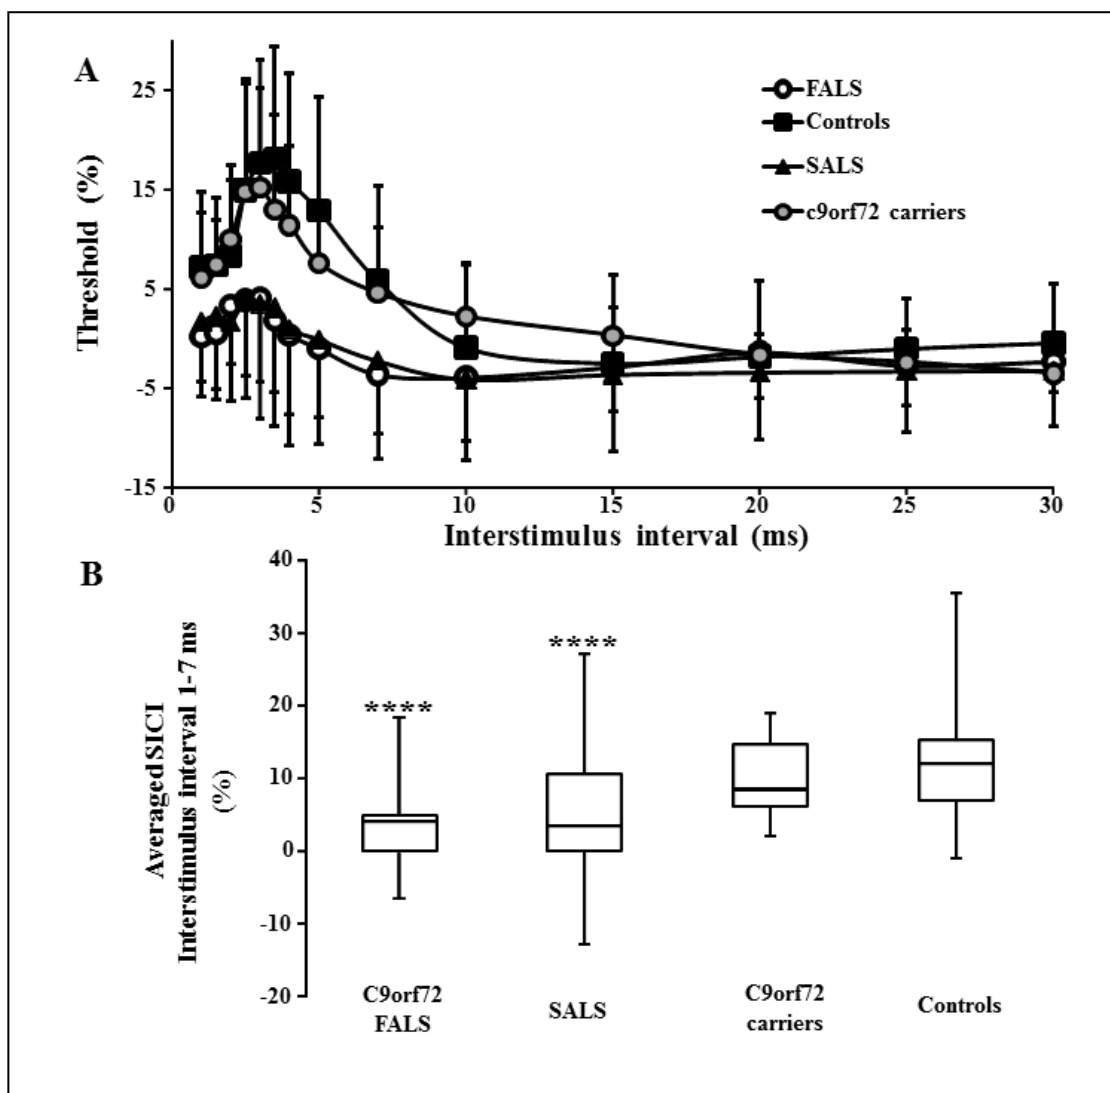 A
25
15
5
-5
-15
Threshold (%)
FALS
Controls
SALS
c9orf72 carriers
0 5 10 15 20 25 30
Interstimulus interval (ms)
B
40
30
20
10
0
-10
-20
Averaged SICI
Interstimulus interval 1-7 ms
(%)
****
****
C9orf72
FALS
SALS
C9orf72
carriers
Controls